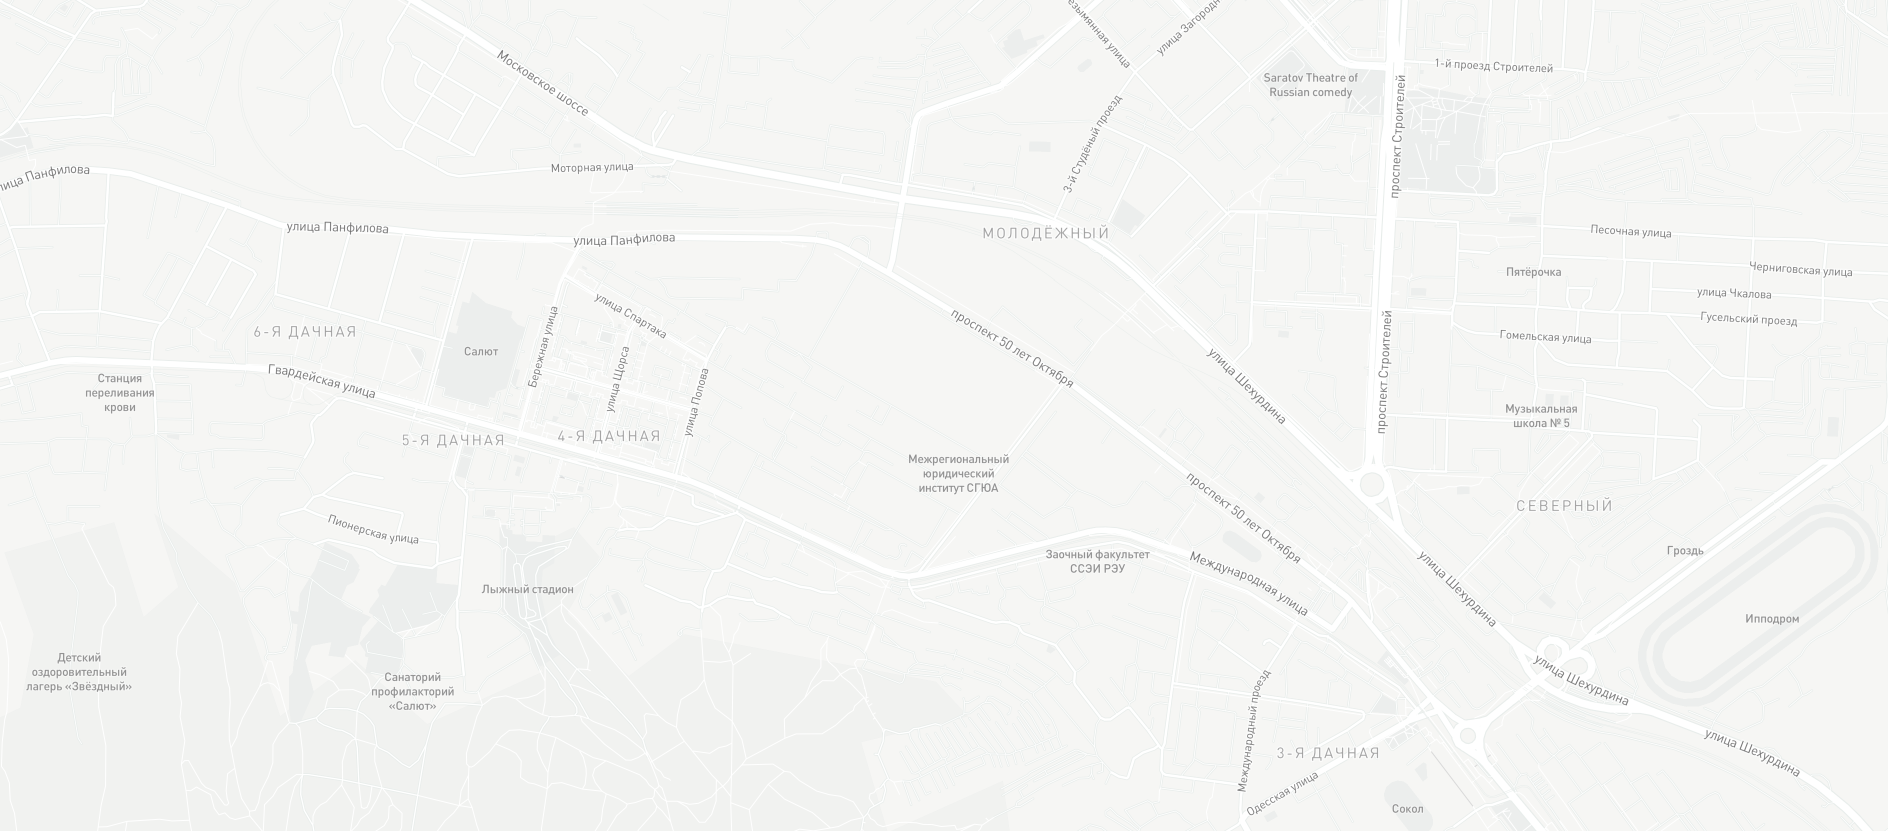 езымянная улица
улица Загородн
Московское шоссе
1-й проезд Строителей
Saratov Theatre of
Russian comedy
проспект Строителей
3-й Студёный проезд
Моторная улица
лица Панфилова
улица Панфилова
улица Панфилова
МОЛОДЁЖНЫЙ
Песочная улица
Пятёрочка
Черниговская улица
улица Чкалова
Гусельский проезд
Гомельская улица
улица Спартака
6-Я ДАЧНАЯ
Бережная улица
Салют
улица Щорса
улица Попова
проспект 50 лет Октября
улица Шехурдина
проспект Строителей
Станция
переливания
крови
Гвардейская улица
5-Я ДАЧНАЯ
4-Я ДАЧНАЯ
Музыкальная
школа № 5
Межрегиональный
юридический
институт СГЮА
проспект 50 лет Октября
СЕВЕРНЫЙ
Пионерская улица
Заочный факультет
ССЭИ РЭУ
Международная улица
улица Шехурдина
Гроздь
Лыжный стадион
Ипподром
Детский
оздоровительный
лагерь «Звёздный»
Санаторий
профилакторий
«Салют»
улица Шехурдина
Международный проезд
3-Я ДАЧНАЯ
улица Шехурдина
Одесская улица
Сокол